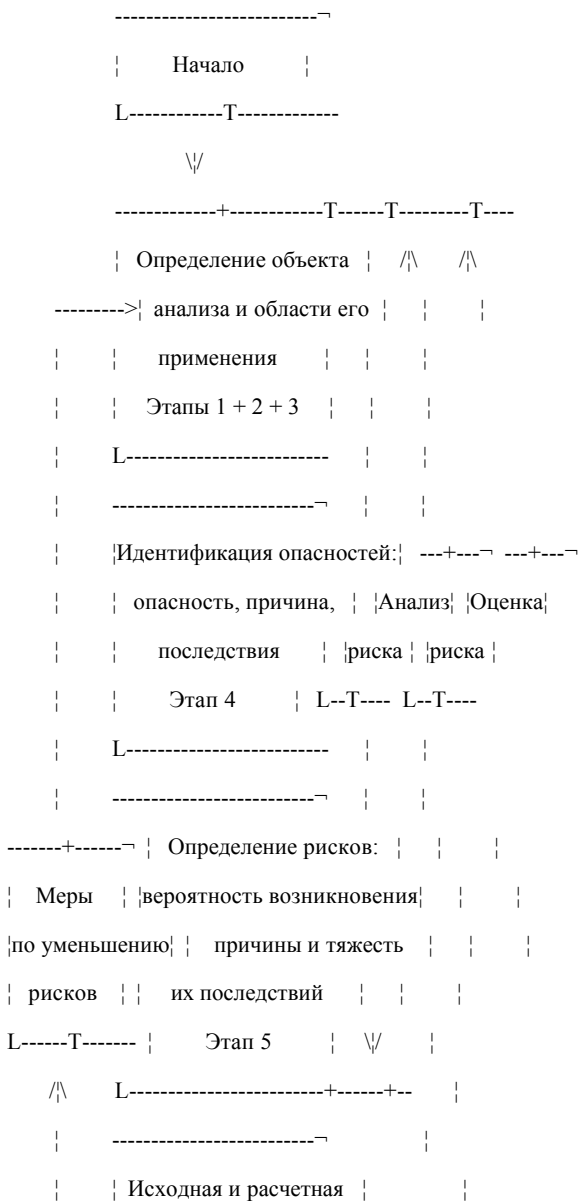 --------------------------¬
¦ Начало ¦
L------------T-------------
\¦/
-------------+------------T------T---------T----
¦ Определение объекта ¦ /¦\ /¦\
--------->¦ анализа и области его ¦ ¦ ¦
¦ ¦ применения ¦ ¦ ¦
¦ ¦ Этапы 1 + 2 + 3 ¦ ¦ ¦
¦ L-------------------------- ¦ ¦
¦ --------------------------¬ ¦ ¦
¦ ¦Идентификация опасностей:¦ ---+---¬ ---+---¬
¦ ¦ опасность, причина, ¦ ¦Анализ¦ ¦Оценка¦
¦ ¦ последствия ¦ ¦риска ¦ ¦риска ¦
¦ ¦ Этап 4 ¦ L--T---- L--T----
¦ L-------------------------- ¦ ¦
¦ --------------------------¬ ¦ ¦
-------+------¬ ¦ Определение рисков: ¦ ¦ ¦
¦ Меры ¦ ¦вероятность возникновения¦ ¦ ¦
¦по уменьшению¦ ¦ причины и тяжесть ¦ ¦ ¦
¦ рисков ¦ ¦ их последствий ¦ ¦ ¦
L------T------- ¦ Этап 5 ¦ \¦/ ¦
/¦\ L-------------------------+------+-- ¦
¦ --------------------------¬ ¦
¦ ¦ Исходная и расчетная ¦ ¦